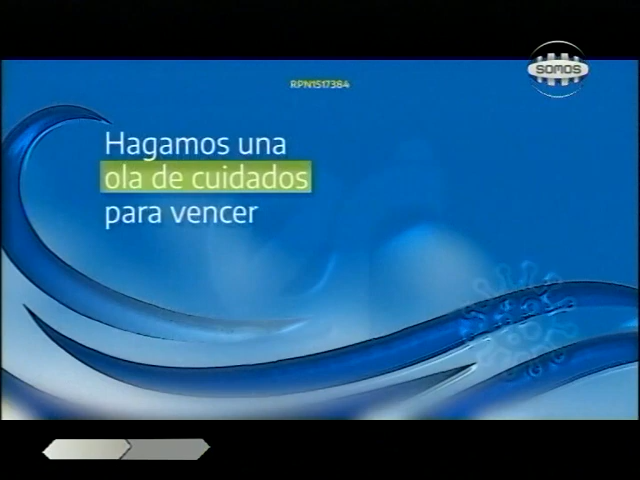 RPN1517384
SOMOS
Hagamos una
ola de cuidados
para vencer